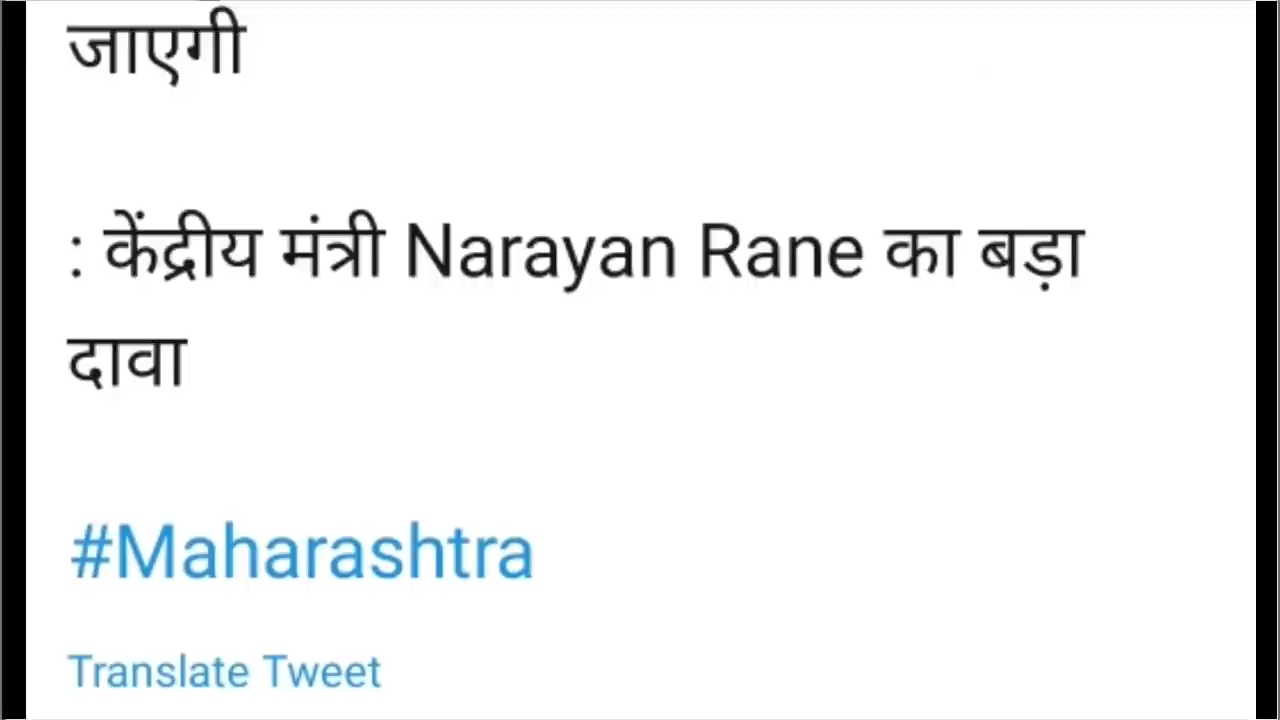 जाएगी
: केंद्रीय मंत्री Narayan Rane का बड़ा
दावा
#Maharashtra
Translate Tweet